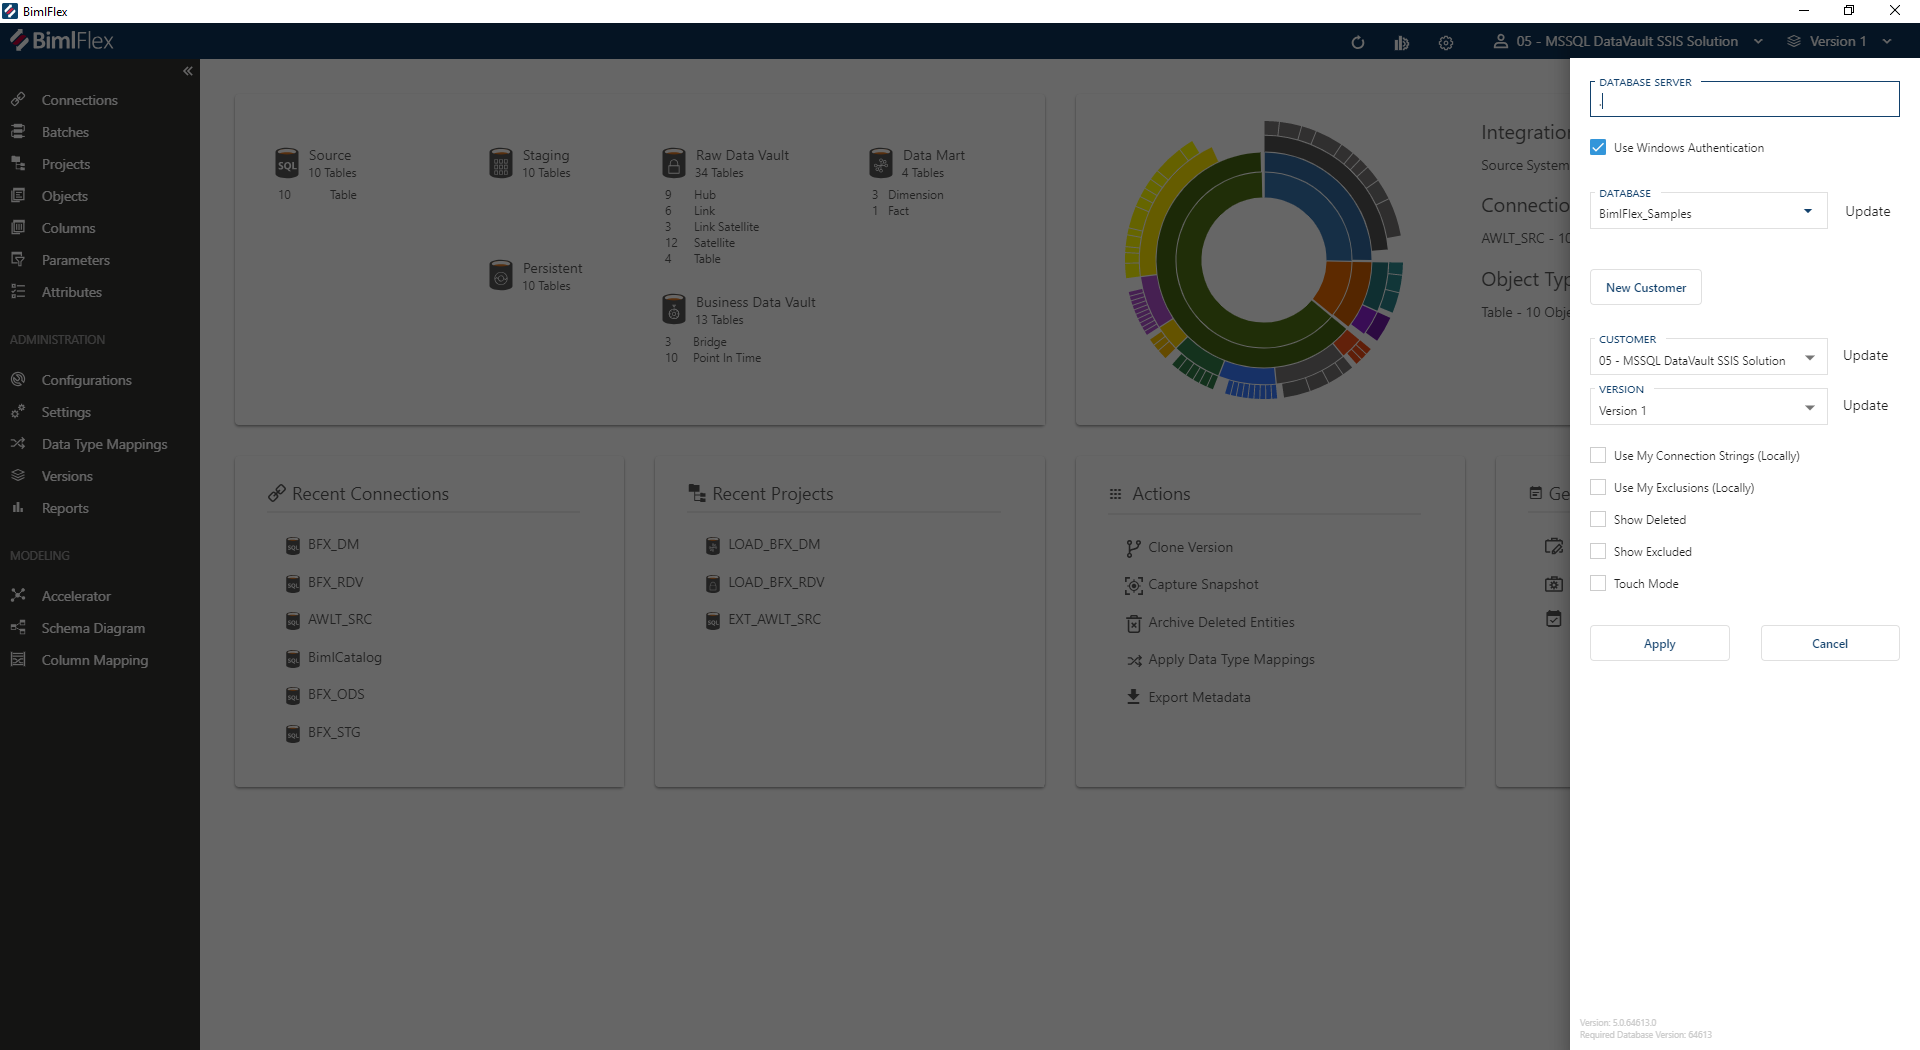 BimlFlex
BimlFlex
05 - MSSQL DataVault SSIS Solution
Version 1
Connections
Batches
Projects
Objects
Columns
Parameters
Attributes
ADMINISTRATION
Configurations
Settings
Data Type Mappings
Versions
Reports
MODELING
Accelerator
Schema Diagram
Column Mapping
Source
10 Tables
10 Table
Staging
10 Tables
Persistent
10 Tables
Raw Data Vault
34 Tables
9 Hub
6 Link
3 Link Satellite
12 Satellite
4 Table
Business Data Vault
13 Tables
3 Bridge
10 Point In Time
Data Mart
4 Tables
3 Dimension
1 Fact
Integratio
Source System
Connectio
AWLT_SRC - 10
Object Typ
Table - 10 Obje
Recent Connections
BFX_DM
BFX_RDV
AWLT_SRC
BimlCatalog
BFX_ODS
BFX_STG
Recent Projects
LOAD_BFX_DM
LOAD_BFX_RDV
EXT_AWLT_SRC
Actions
Clone Version
Capture Snapshot
Archive Deleted Entities
Apply Data Type Mappings
Export Metadata
Ge
DATABASE SERVER
.
Use Windows Authentication
DATABASE
BimlFlex_Samples
Update
New Customer
CUSTOMER
05 - MSSQL DataVault SSIS Solution
Update
VERSION
Version 1
Update
Use My Connection Strings (Locally)
Use My Exclusions (Locally)
Show Deleted
Show Excluded
Touch Mode
Apply
Cancel
Version: 5.0.64613.0
Required Database Version: 64613